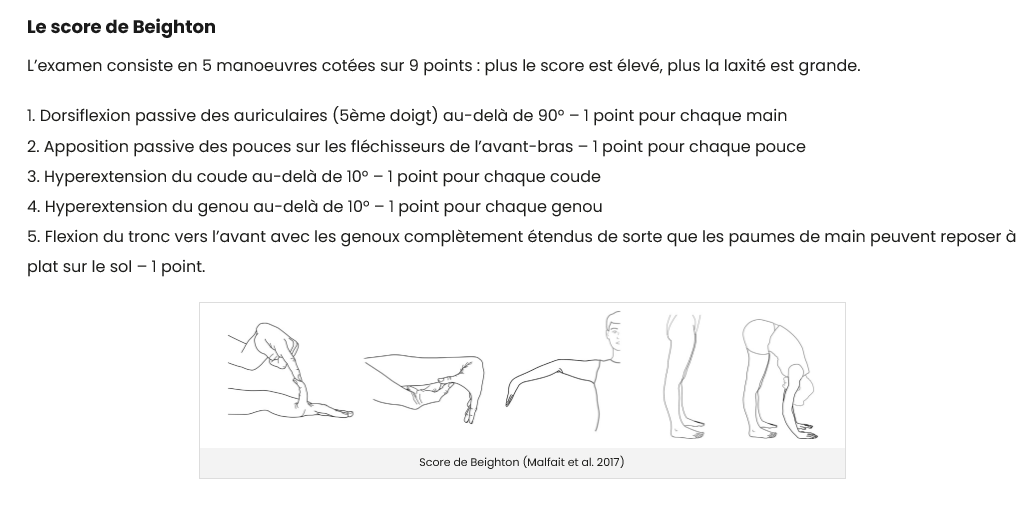 Le score de Beighton
L’examen consiste en 5 manoeuvres cotées sur 9 points : plus le score est élevé, plus la laxité est grande.
1. Dorsiflexion passive des auriculaires (5ème doigt) au-delà de 90° – 1 point pour chaque main
2. Apposition passive des pouces sur les fléchisseurs de l’avant-bras – 1 point pour chaque pouce
3. Hyperextension du coude au-delà de 10° – 1 point pour chaque coude
4. Hyperextension du genou au-delà de 10° – 1 point pour chaque genou
5. Flexion du tronc vers l’avant avec les genoux complètement étendus de sorte que les paumes de main peuvent reposer à
plat sur le sol – 1 point.
Score de Beighton (Malfait et al. 2017)